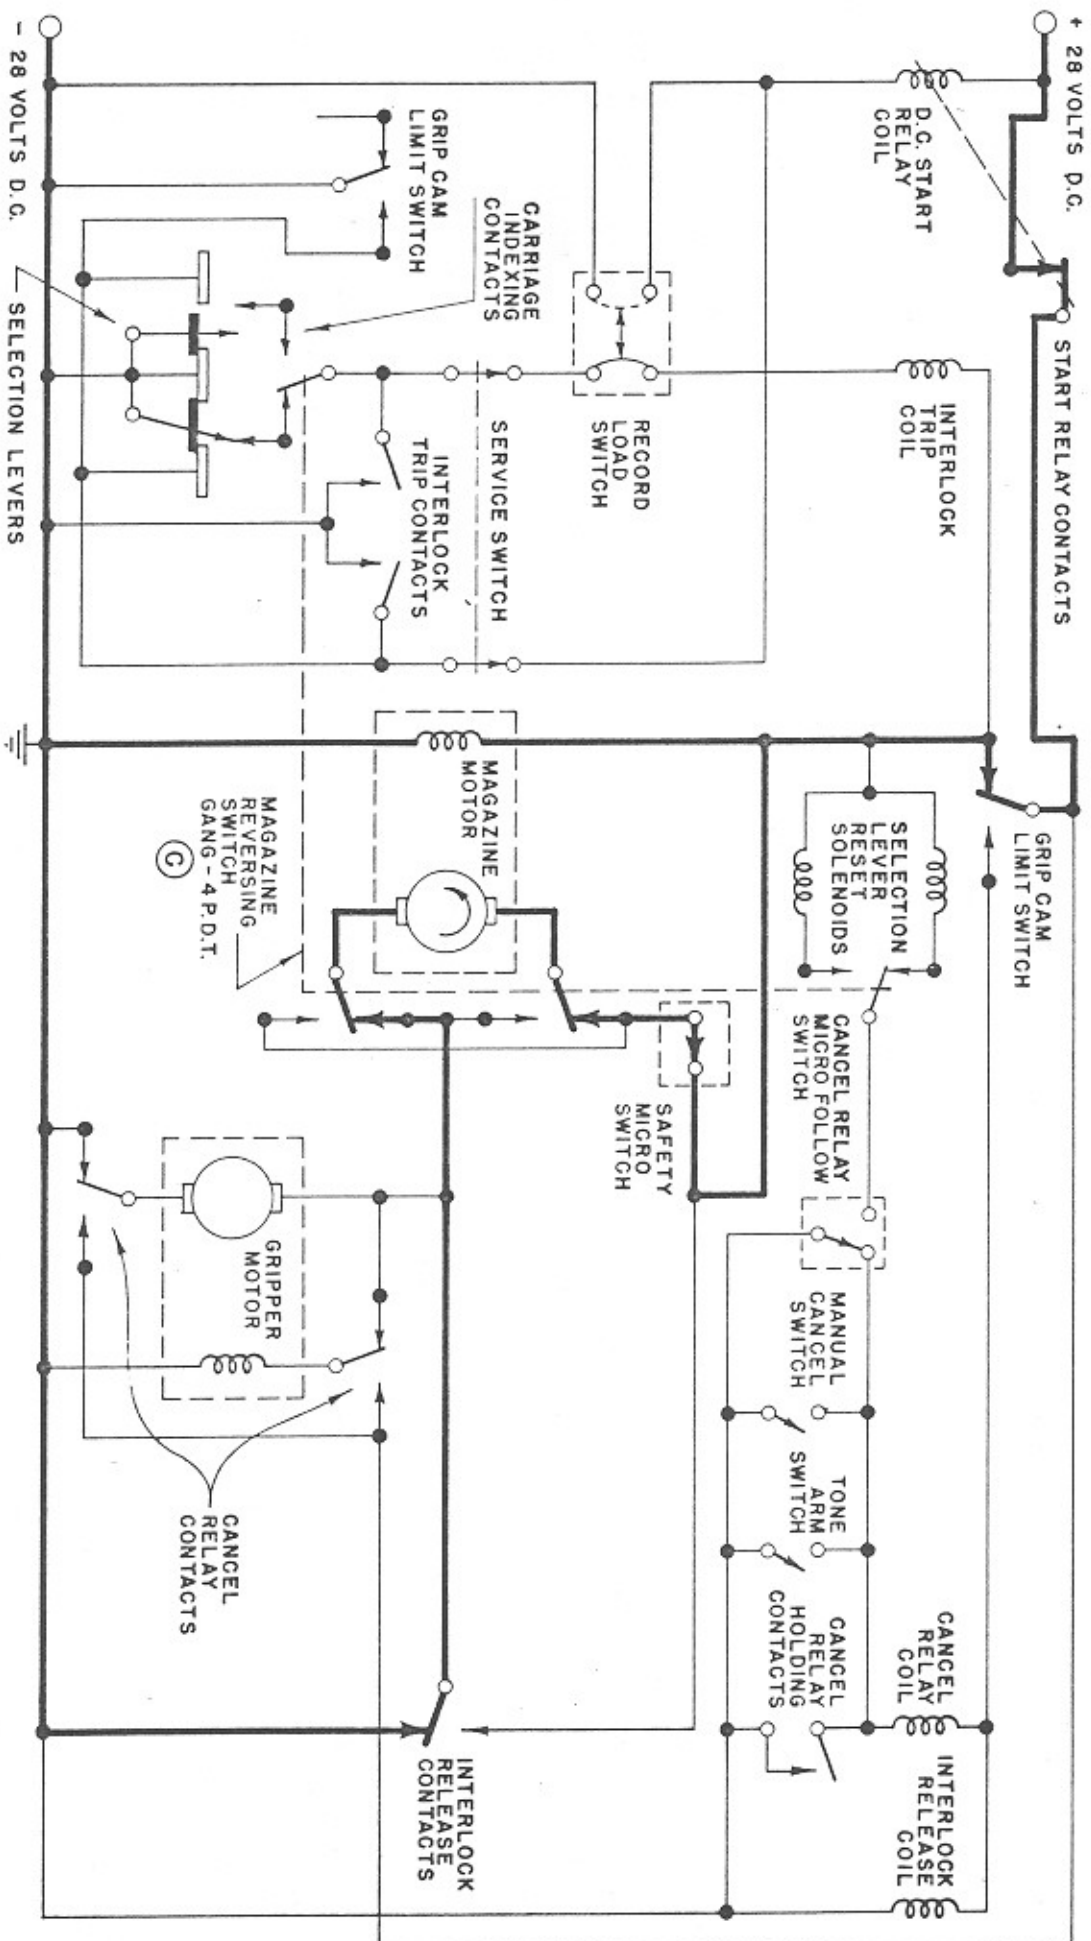 + 28 VOLTS D.C.
D.C. START
RELAY
COIL
START RELAY CONTACTS
INTERLOCK
TRIP
COIL
GRIP CAM
LIMIT SWITCH
SELECTION
LEVER
RESET
SOLENOIDS
CANCEL RELAY
MICRO FOLLOW
SWITCH
MANUAL
CANCEL
SWITCH
TONE
ARM
SWITCH
CANCEL
RELAY
HOLDING
CONTACTS
CANCEL
RELAY
COIL
INTERLOCK
RELEASE
COIL
RECORD
LOAD
SWITCH
SAFETY
MICRO
SWITCH
CARRIAGE
INDEXING
CONTACTS
SERVICE SWITCH
GRIP CAM
LIMIT SWITCH
INTERLOCK
TRIP CONTACTS
MAGAZINE
MOTOR
INTERLOCK
RELEASE
CONTACTS
MAGAZINE
REVERSING
SWITCH
GANG - 4 P.D.T.
C
GRIPPER
MOTOR
CANCEL
RELAY
CONTACTS
- 28 VOLTS D.C.
SELECTION LEVERS